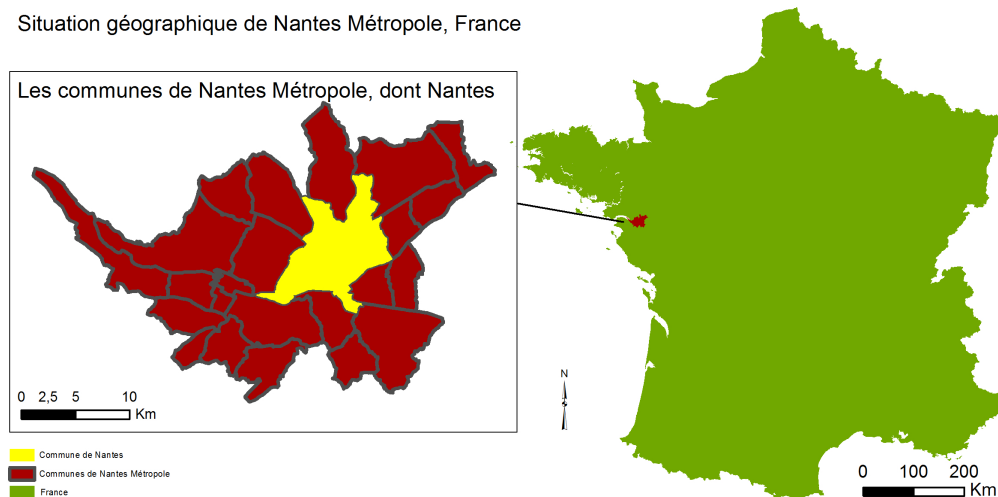 Situation géographique de Nantes Métropole, France
Les communes de Nantes Métropole, dont Nantes
N
0 2,5 5 10
Km
0 100 200
Km
Commune de Nantes
Communes de Nantes Métropole
France